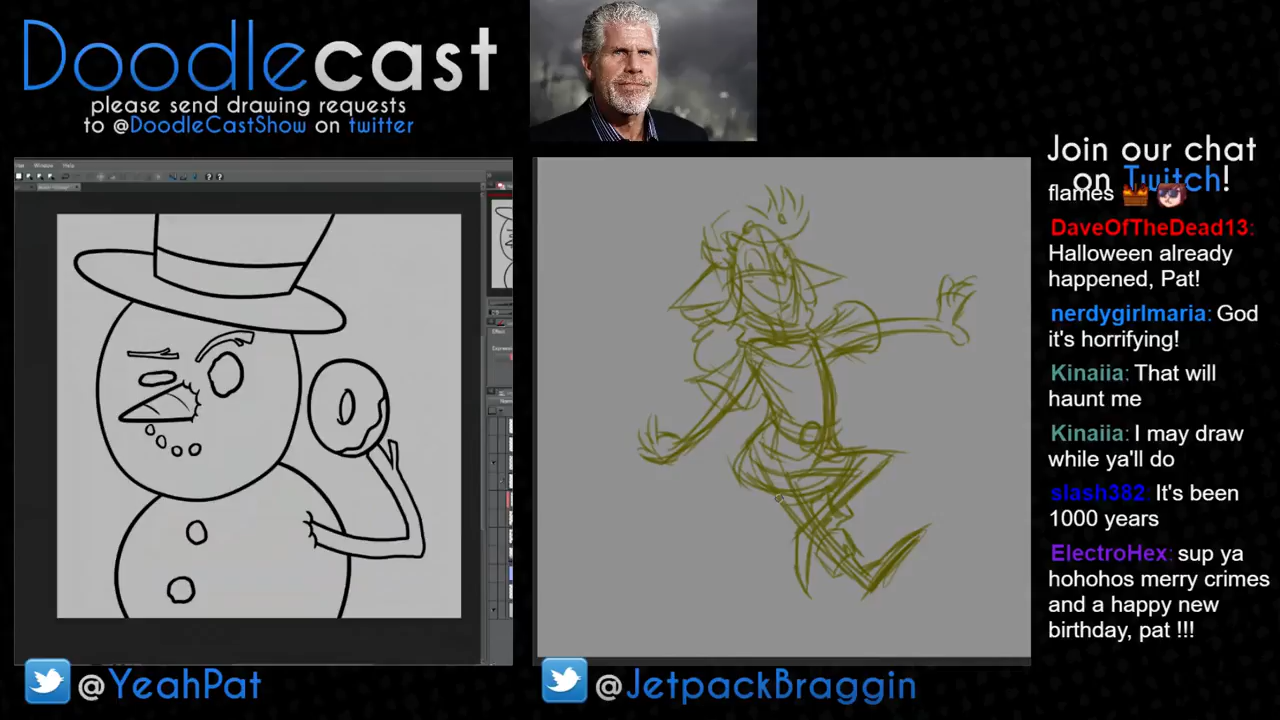 Doodlecast
please send drawing requests
to @DoodleCastShow on twitter
Window Help
@YeahPat
@JetpackBraggin
Join our chat
on Twitch!
flames
DaveOfTheDead13:
Halloween already
happened, Pat!
nerdygirlmaria: God
it's horrifying!
Kinaiia: That will
haunt me
Kinaiia: I may draw
while ya'll do
slash382: It's been
1000 years
ElectroHex: sup ya
hohohos merry crimes
and a happy new
birthday, pat !!!